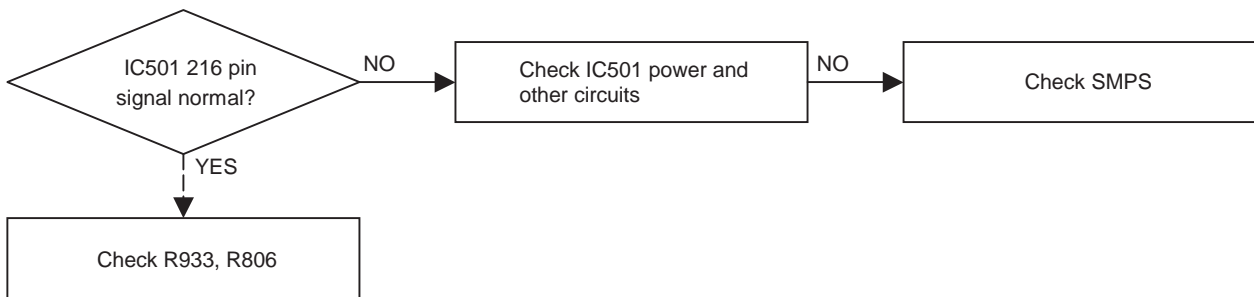 IC501 216 pin
signal normal?
NO
Check IC501 power and
other circuits
NO
Check SMPS
YES
Check R933, R806